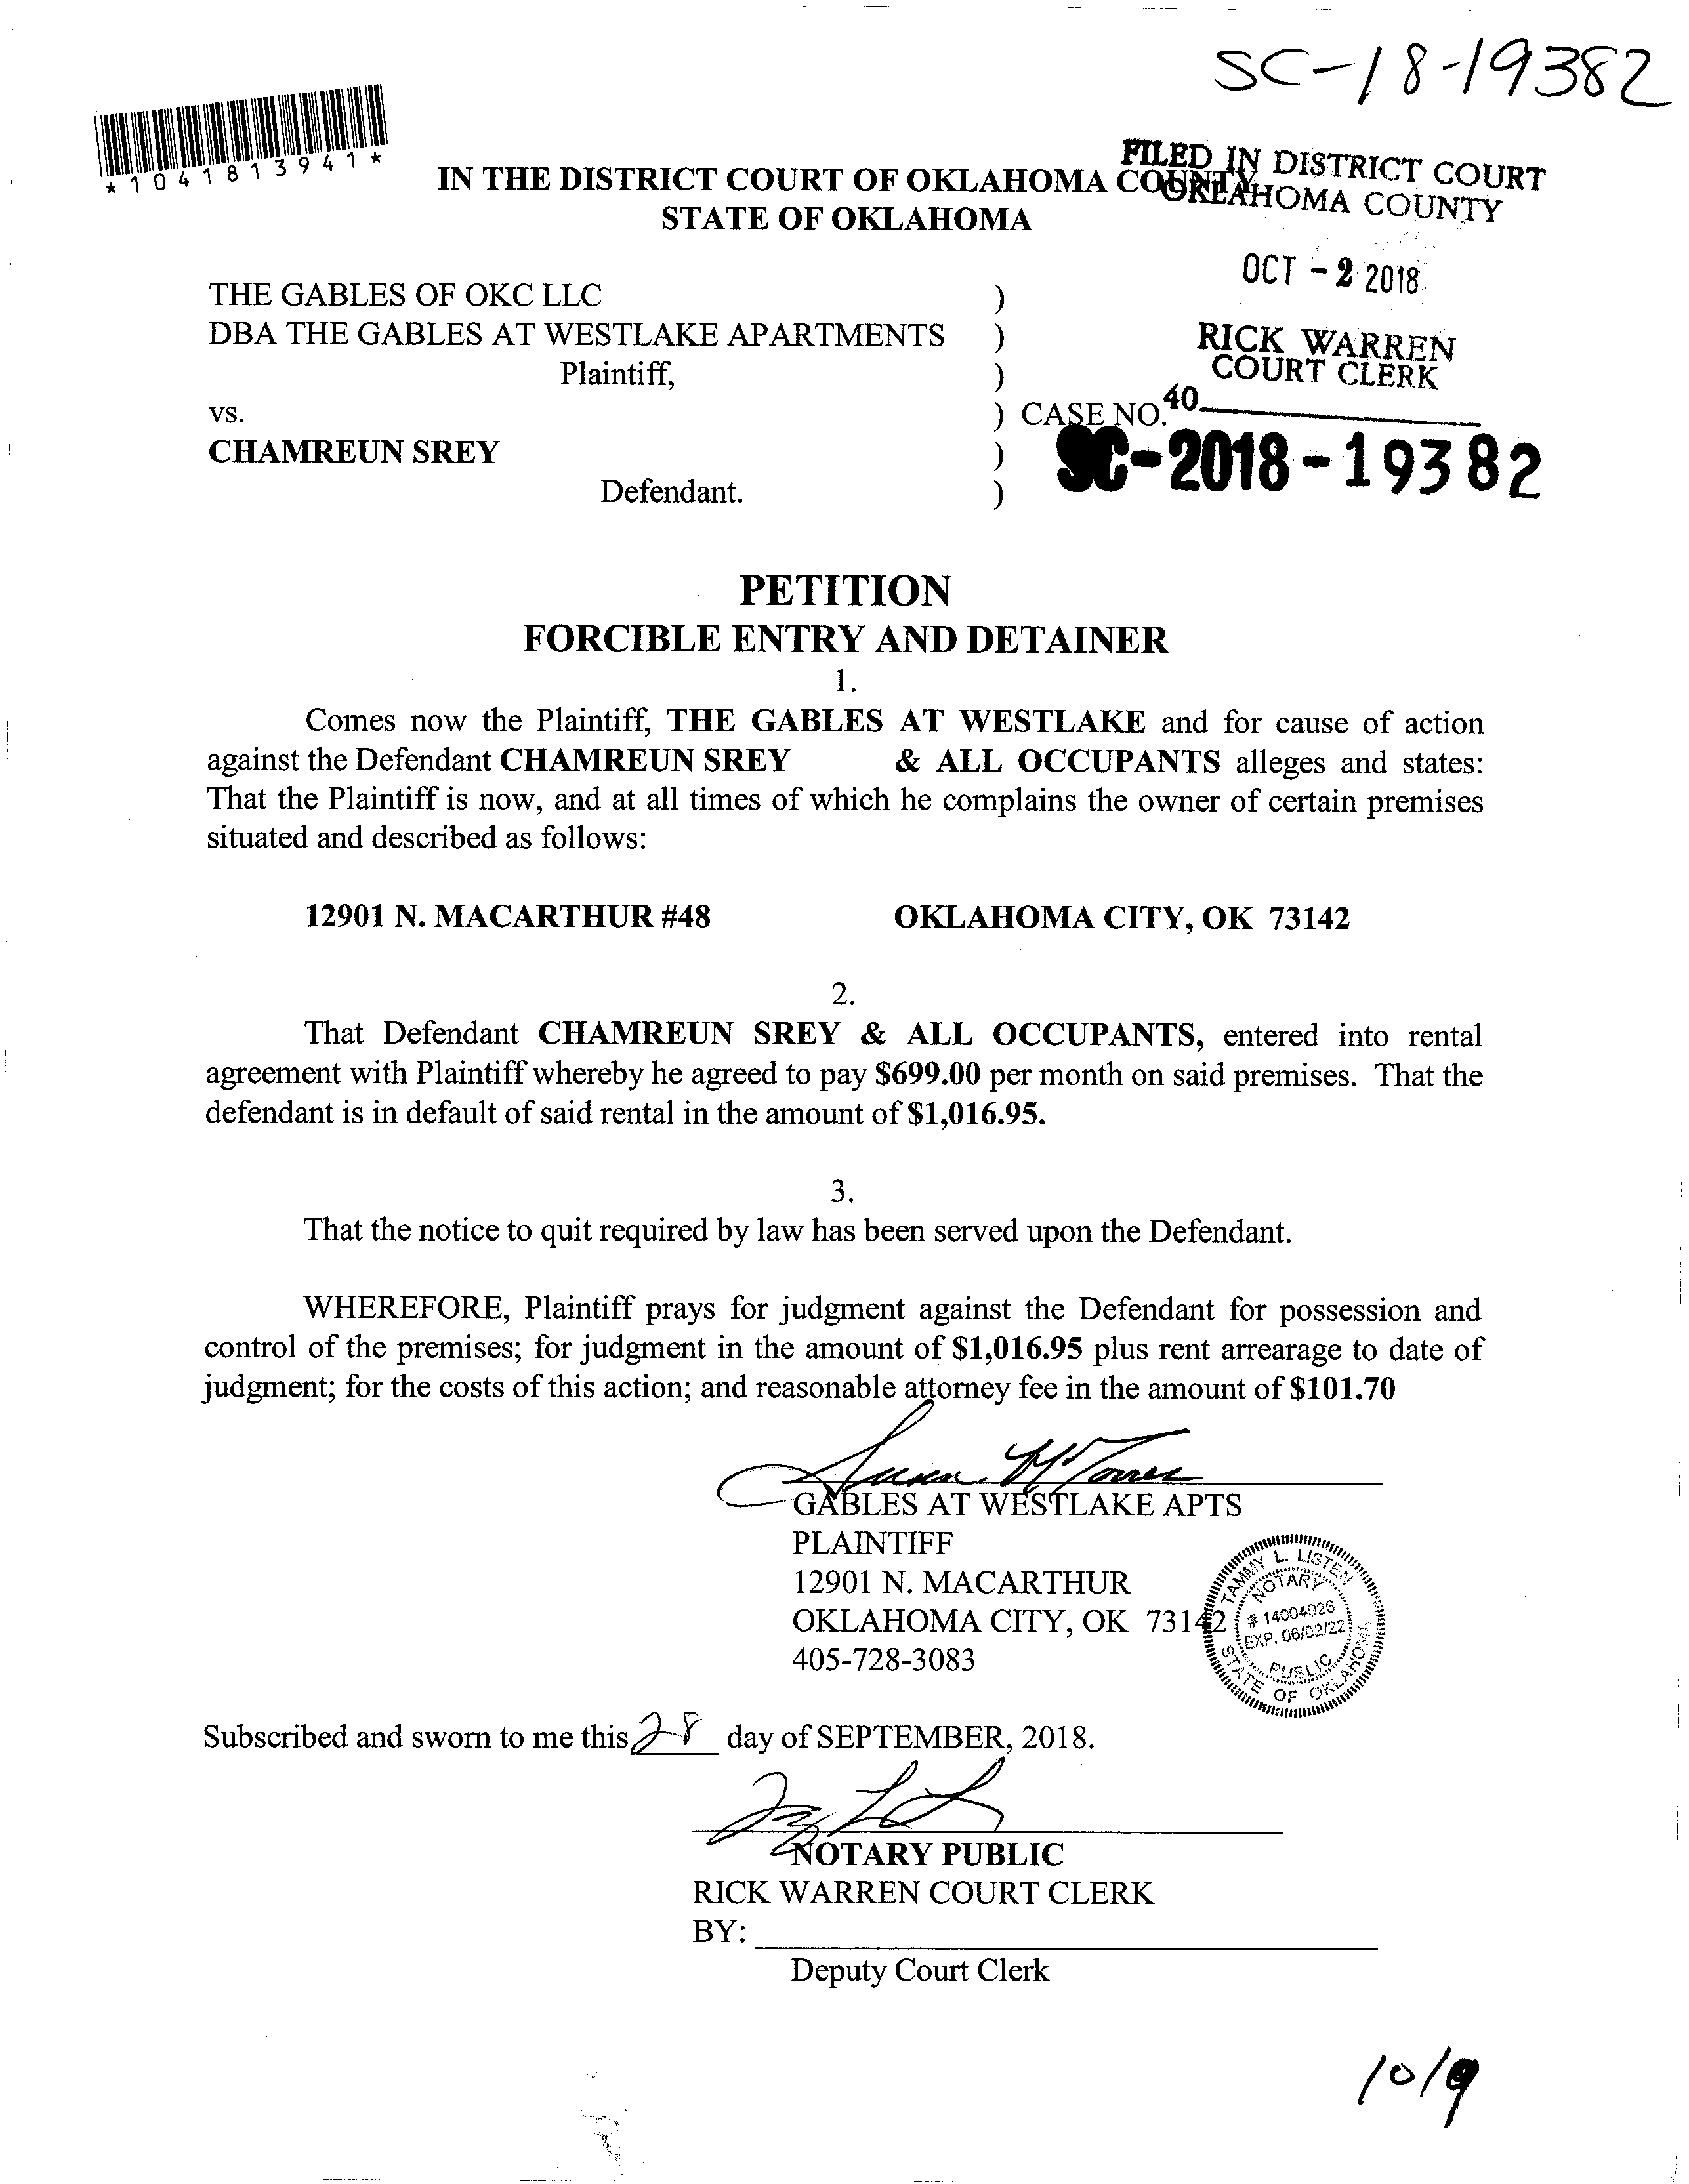 SC-18-19382
*1041813941*
FILED IN DISTRICT COURT
OKLAHOMA COUNTY
IN THE DISTRICT COURT OF OKLAHOMA COUNTY
STATE OF OKLAHOMA
OCT - 2 2018
THE GABLES OF OKC LLC )
DBA THE GABLES AT WESTLAKE APARTMENTS )
RICK WARREN
COURT CLERK
Plaintiff, )
40
vs. ) CASE NO.
CHAMREUN SREY )
SC-2018-19382
Defendant. )
PETITION
FORCIBLE ENTRY AND DETAINER
1.
Comes now the Plaintiff, THE GABLES AT WESTLAKE and for cause of action
against the Defendant CHAMREUN SREY & ALL OCCUPANTS alleges and states:
That the Plaintiff is now, and at all times of which he complains the owner of certain premises
situated and described as follows:
12901 N. MACARTHUR #48 OKLAHOMA CITY, OK 73142
2.
That Defendant CHAMREUN SREY & ALL OCCUPANTS, entered into rental
agreement with Plaintiff whereby he agreed to pay $699.00 per month on said premises. That the
defendant is in default of said rental in the amount of $1,016.95.
3.
That the notice to quit required by law has been served upon the Defendant.
WHEREFORE, Plaintiff prays for judgment against the Defendant for possession and
control of the premises; for judgment in the amount of $1,016.95 plus rent arrearage to date of
judgment; for the costs of this action; and reasonable attorney fee in the amount of $101.70
GABLES AT WESTLAKE APTS
PLAINTIFF
12901 N. MACARTHUR
OKLAHOMA CITY, OK 73142
405-728-3083
TAMMY L. LISTEN
NOTARY
# 14004926
EXP. 06/02/22
PUBLIC
STATE OF OKLAHOMA
Subscribed and sworn to me this 28 day of SEPTEMBER, 2018.
NOTARY PUBLIC
RICK WARREN COURT CLERK
BY:
Deputy Court Clerk
10/9